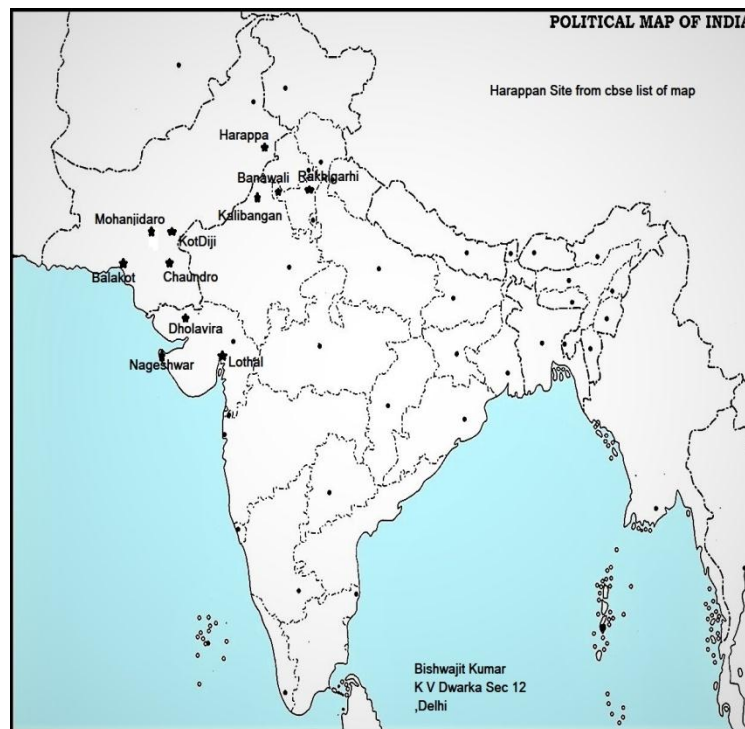 POLITICAL MAP OF INDIA
Harappan Site from cbse list of map
Harappa
Banawali
Rakhigarhi
Kalibangan
Mohanjidaro
KotDiji
Balakot
Chaundro
Dholavira
Nageshwar
Lothal
Bishwajit Kumar
K V Dwarka Sec 12
,Delhi